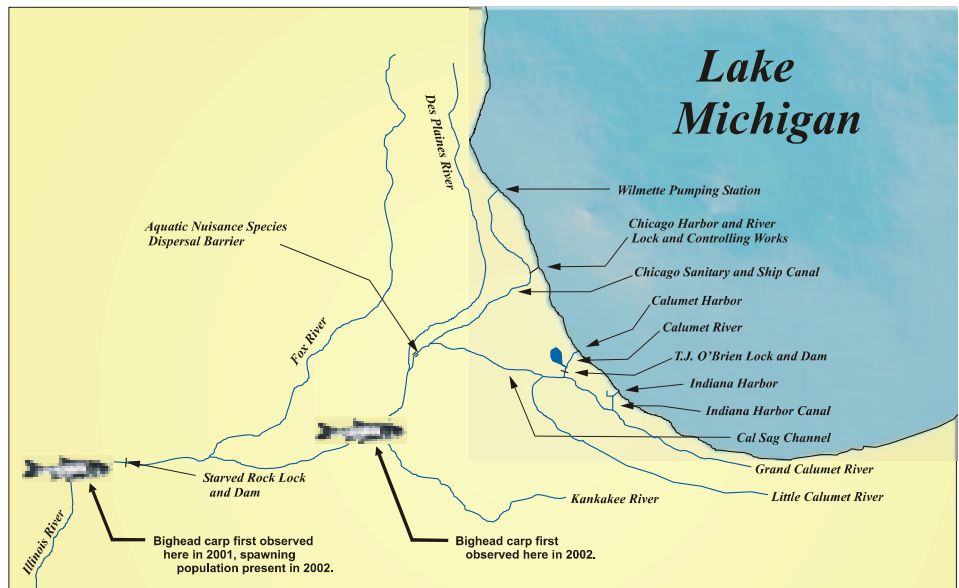 Lake
Michigan
Des Plaines River
Wilmette Pumping Station
Aquatic Nuisance Species
Dispersal Barrier
Chicago Harbor and River
Lock and Controlling Works
Chicago Sanitary and Ship Canal
Calumet Harbor
Calumet River
Fox River
T.J. O'Brien Lock and Dam
Indiana Harbor
Indiana Harbor Canal
Cal Sag Channel
Grand Calumet River
Starved Rock Lock
and Dam
Kankakee River
Little Calumet River
Illinois River
Bighead carp first observed
here in 2001, spawning
population present in 2002.
Bighead carp first
observed here in 2002.